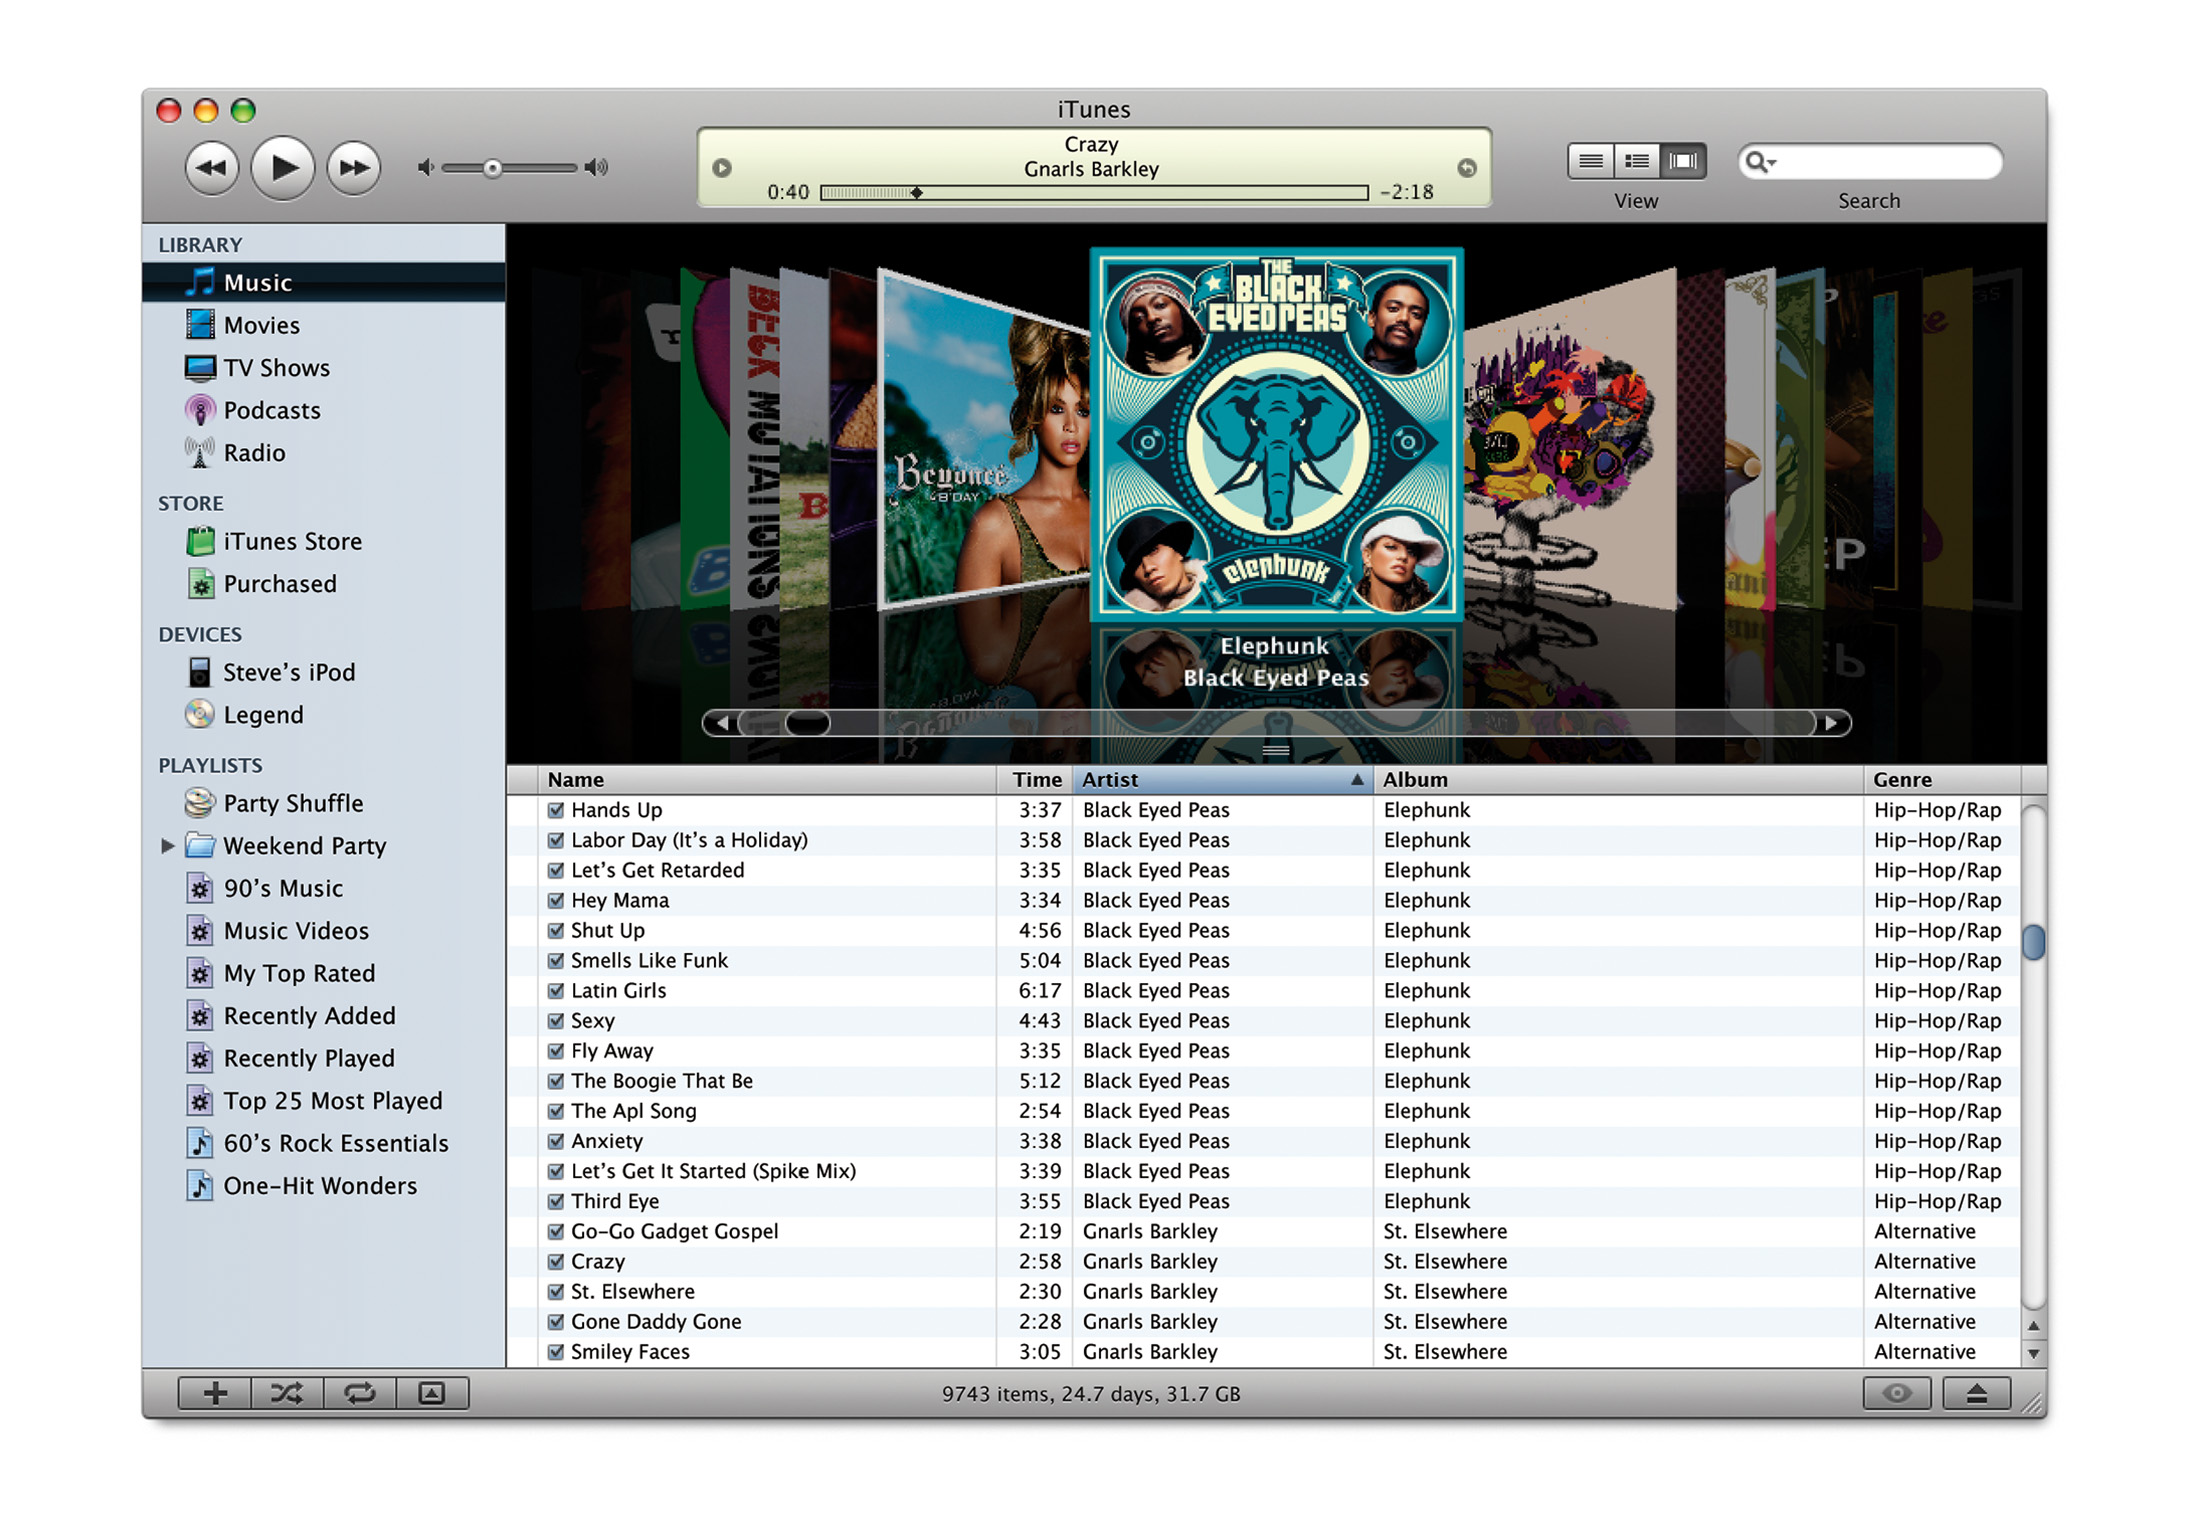 iTunes
Crazy
Gnarls Barkley
0:40 -2:18
View
Search
LIBRARY
Music
Movies
TV Shows
Podcasts
Radio
STORE
iTunes Store
Purchased
DEVICES
Steve's iPod
Legend
PLAYLISTS
Party Shuffle
Weekend Party
90's Music
Music Videos
My Top Rated
Recently Added
Recently Played
Top 25 Most Played
60's Rock Essentials
One-Hit Wonders
BECK MUTATIONS
B
Beyoncé
B'DAY
THE
BLACK
EYED PEAS
elephunk
EP
Elephunk
Black Eyed Peas
Name Time Artist Album Genre
Hands Up 3:37 Black Eyed Peas Elephunk Hip-Hop/Rap
Labor Day (It's a Holiday) 3:58 Black Eyed Peas Elephunk Hip-Hop/Rap
Let's Get Retarded 3:35 Black Eyed Peas Elephunk Hip-Hop/Rap
Hey Mama 3:34 Black Eyed Peas Elephunk Hip-Hop/Rap
Shut Up 4:56 Black Eyed Peas Elephunk Hip-Hop/Rap
Smells Like Funk 5:04 Black Eyed Peas Elephunk Hip-Hop/Rap
Latin Girls 6:17 Black Eyed Peas Elephunk Hip-Hop/Rap
Sexy 4:43 Black Eyed Peas Elephunk Hip-Hop/Rap
Fly Away 3:35 Black Eyed Peas Elephunk Hip-Hop/Rap
The Boogie That Be 5:12 Black Eyed Peas Elephunk Hip-Hop/Rap
The Apl Song 2:54 Black Eyed Peas Elephunk Hip-Hop/Rap
Anxiety 3:38 Black Eyed Peas Elephunk Hip-Hop/Rap
Let's Get It Started (Spike Mix) 3:39 Black Eyed Peas Elephunk Hip-Hop/Rap
Third Eye 3:55 Black Eyed Peas Elephunk Hip-Hop/Rap
Go-Go Gadget Gospel 2:19 Gnarls Barkley St. Elsewhere Alternative
Crazy 2:58 Gnarls Barkley St. Elsewhere Alternative
St. Elsewhere 2:30 Gnarls Barkley St. Elsewhere Alternative
Gone Daddy Gone 2:28 Gnarls Barkley St. Elsewhere Alternative
Smiley Faces 3:05 Gnarls Barkley St. Elsewhere Alternative
9743 items, 24.7 days, 31.7 GB